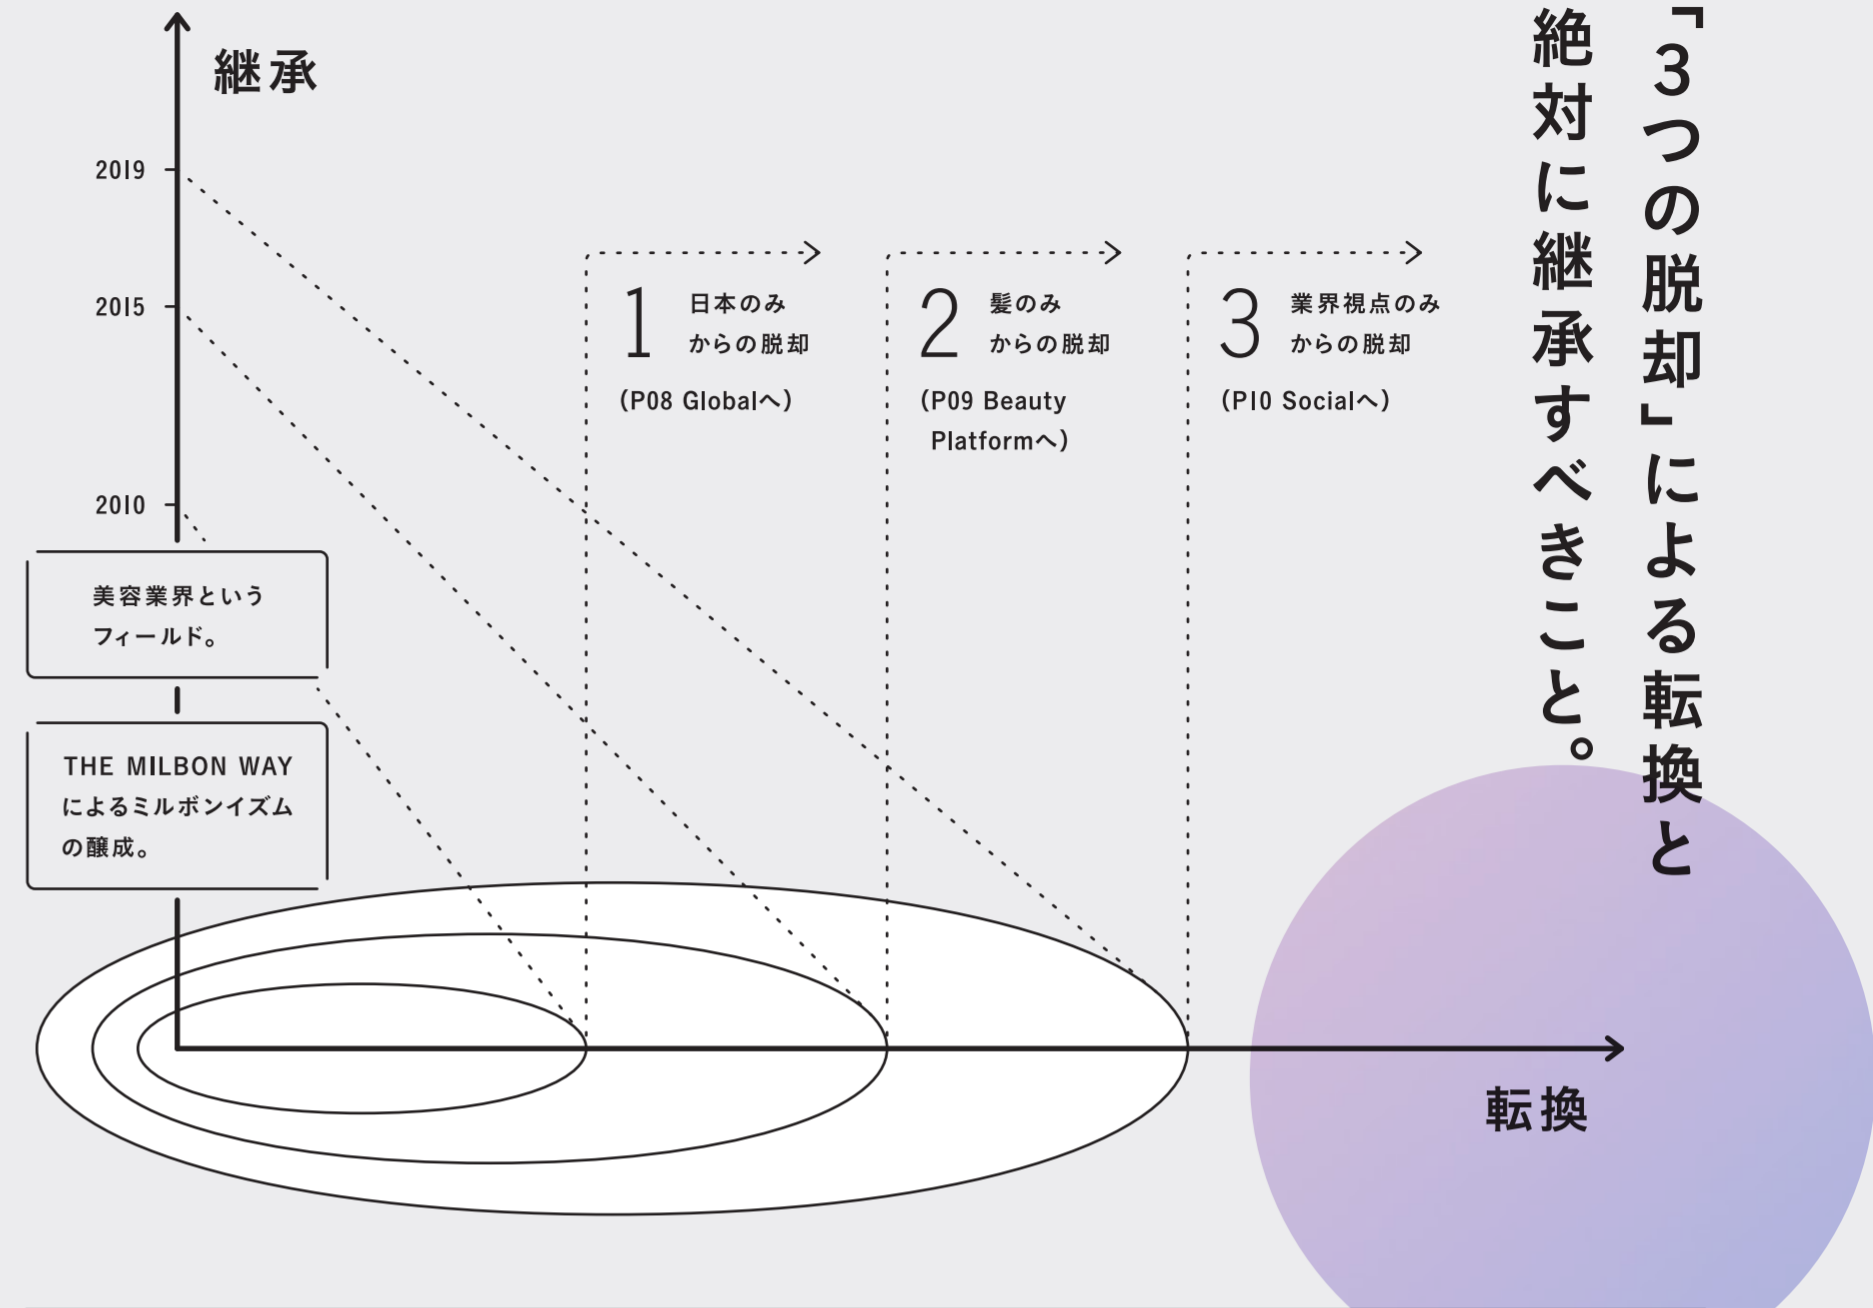 「3つの脱却」による転換と
絶対に継承すべきこと。
継承
2019
2015
2010
1
日本のみ
からの脱却
(P08 Globalへ)
2
髪のみ
からの脱却
(P09 Beauty
Platformへ)
3
業界視点のみ
からの脱却
(P10 Socialへ)
美容業界という
フィールド。
THE MILBON WAY
によるミルボンイズム
の醸成。
転換